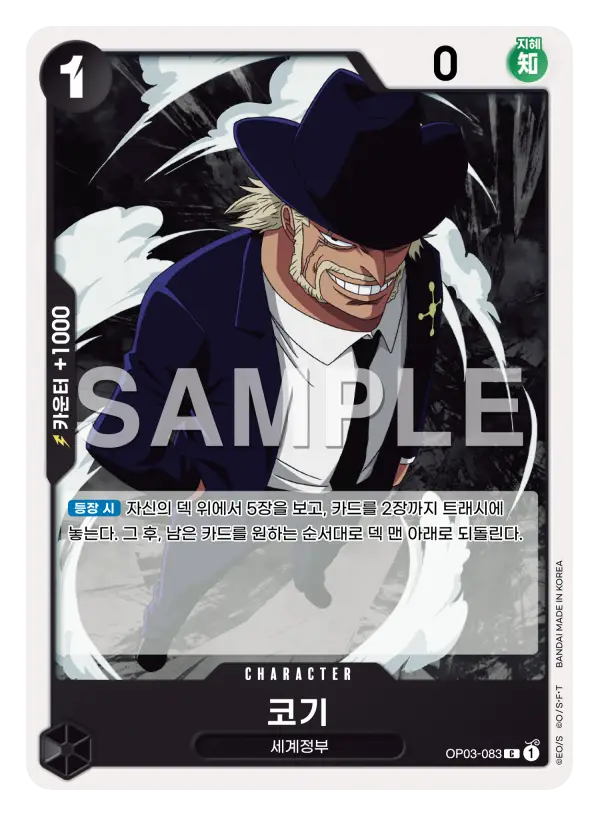 1
0
지혜
知
카운터 +1000
SAMPLE
등장 시 자신의 덱 위에서 5장을 보고, 카드를 2장까지 트래시에
놓는다. 그 후, 남은 카드를 원하는 순서대로 덱 맨 아래로 되돌린다.
CHARACTER
코기
세계정부
OP03-083 C 1
©EO/S ©O/S・F・T BANDAI MADE IN KOREA